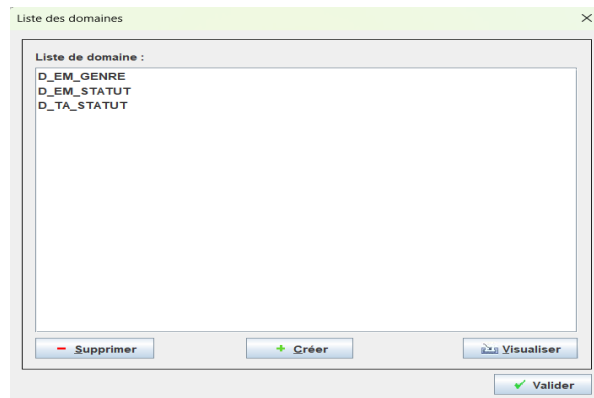 Liste des domaines
Liste de domaine :
D_EM_GENRE
D_EM_STATUT
D_TA_STATUT
Supprimer
Créer
Visualiser
Valider